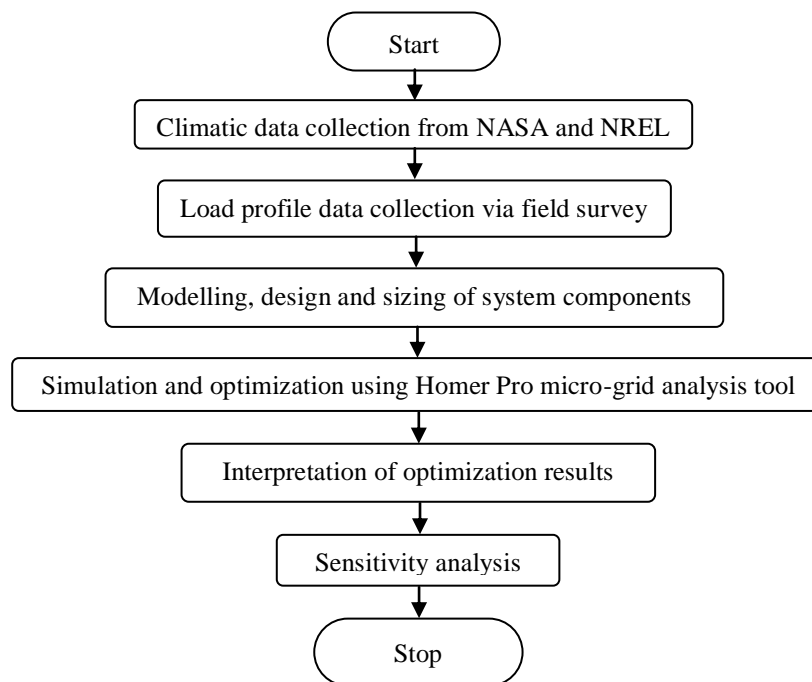 Start
Climatic data collection from NASA and NREL
Load profile data collection via field survey
Modelling, design and sizing of system components
Simulation and optimization using Homer Pro micro-grid analysis tool
Interpretation of optimization results
Sensitivity analysis
Stop